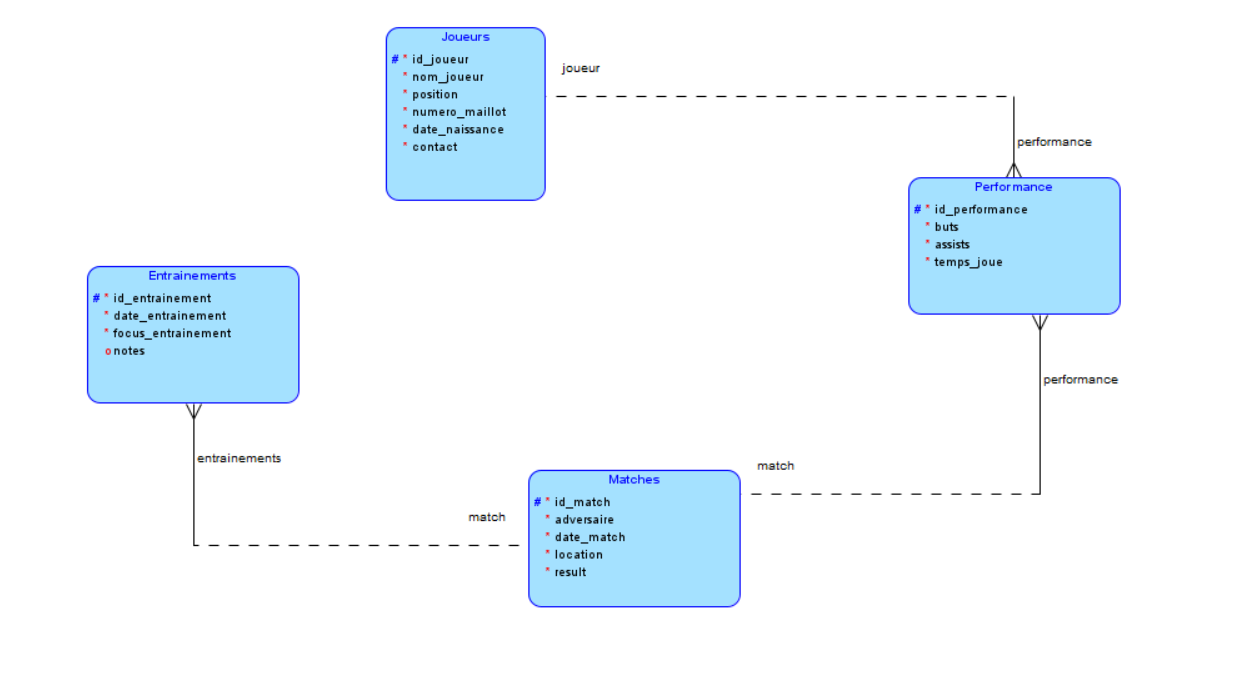 Joueurs
# * id_joueur
* nom_joueur
* position
* numero_maillot
* date_naissance
* contact
joueur
performance
Performance
# * id_performance
* buts
* assists
* temps_joue
Entrainements
# * id_entrainement
* date_entrainement
* focus_entrainement
o notes
performance
entrainements
match
match
Matches
# * id_match
* adversaire
* date_match
* location
* result